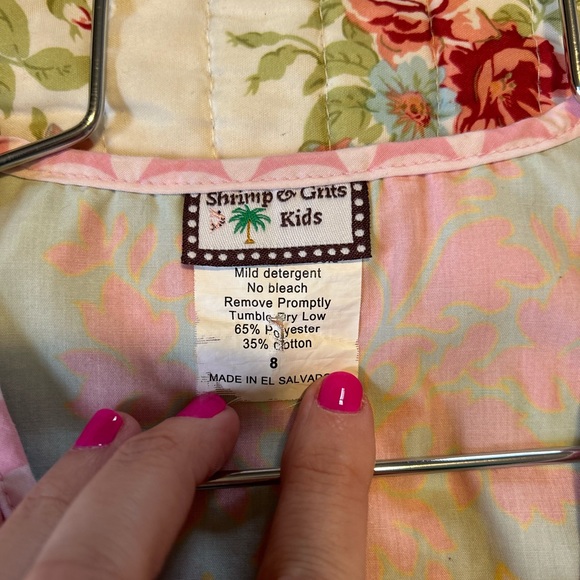 Shrimp & Grits
Kids
Mild detergent
No bleach
Remove Promptly
Tumble Dry Low
65% Polyester
35% Cotton
8
MADE IN EL SALVADOR